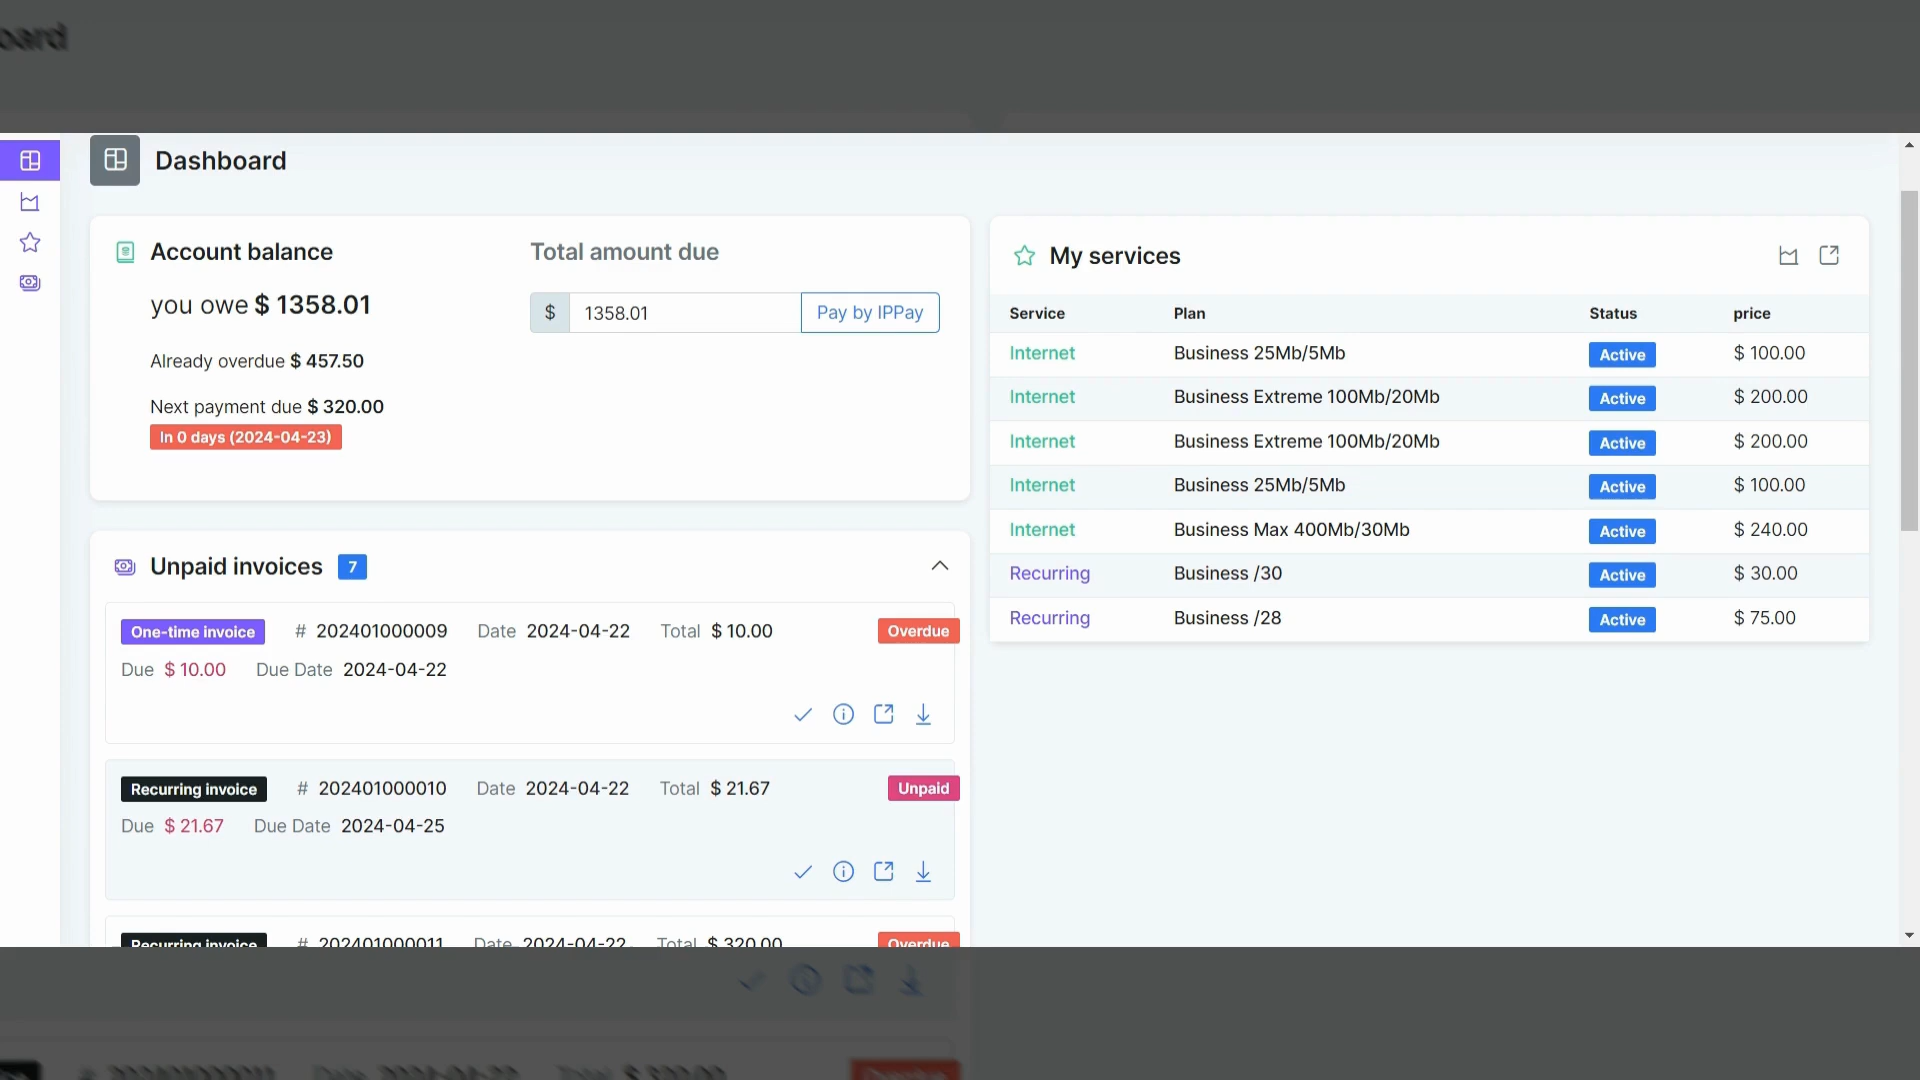 Dashboard
Account balance
Total amount due
you owe $ 1358.01
$ 1358.01 Pay by IPPay
Already overdue $ 457.50
Next payment due $ 320.00
In 0 days (2024-04-23)
Unpaid invoices 7
One-time invoice # 202401000009 Date 2024-04-22 Total $ 10.00 Overdue
Due $ 10.00 Due Date 2024-04-22
Recurring invoice # 202401000010 Date 2024-04-22 Total $ 21.67 Unpaid
Due $ 21.67 Due Date 2024-04-25
Recurring invoice # 202401000011 Date 2024-04-22 Total $ 320.00 Overdue
My services
Service Plan Status price
Internet Business 25Mb/5Mb Active $ 100.00
Internet Business Extreme 100Mb/20Mb Active $ 200.00
Internet Business Extreme 100Mb/20Mb Active $ 200.00
Internet Business 25Mb/5Mb Active $ 100.00
Internet Business Max 400Mb/30Mb Active $ 240.00
Recurring Business /30 Active $ 30.00
Recurring Business /28 Active $ 75.00